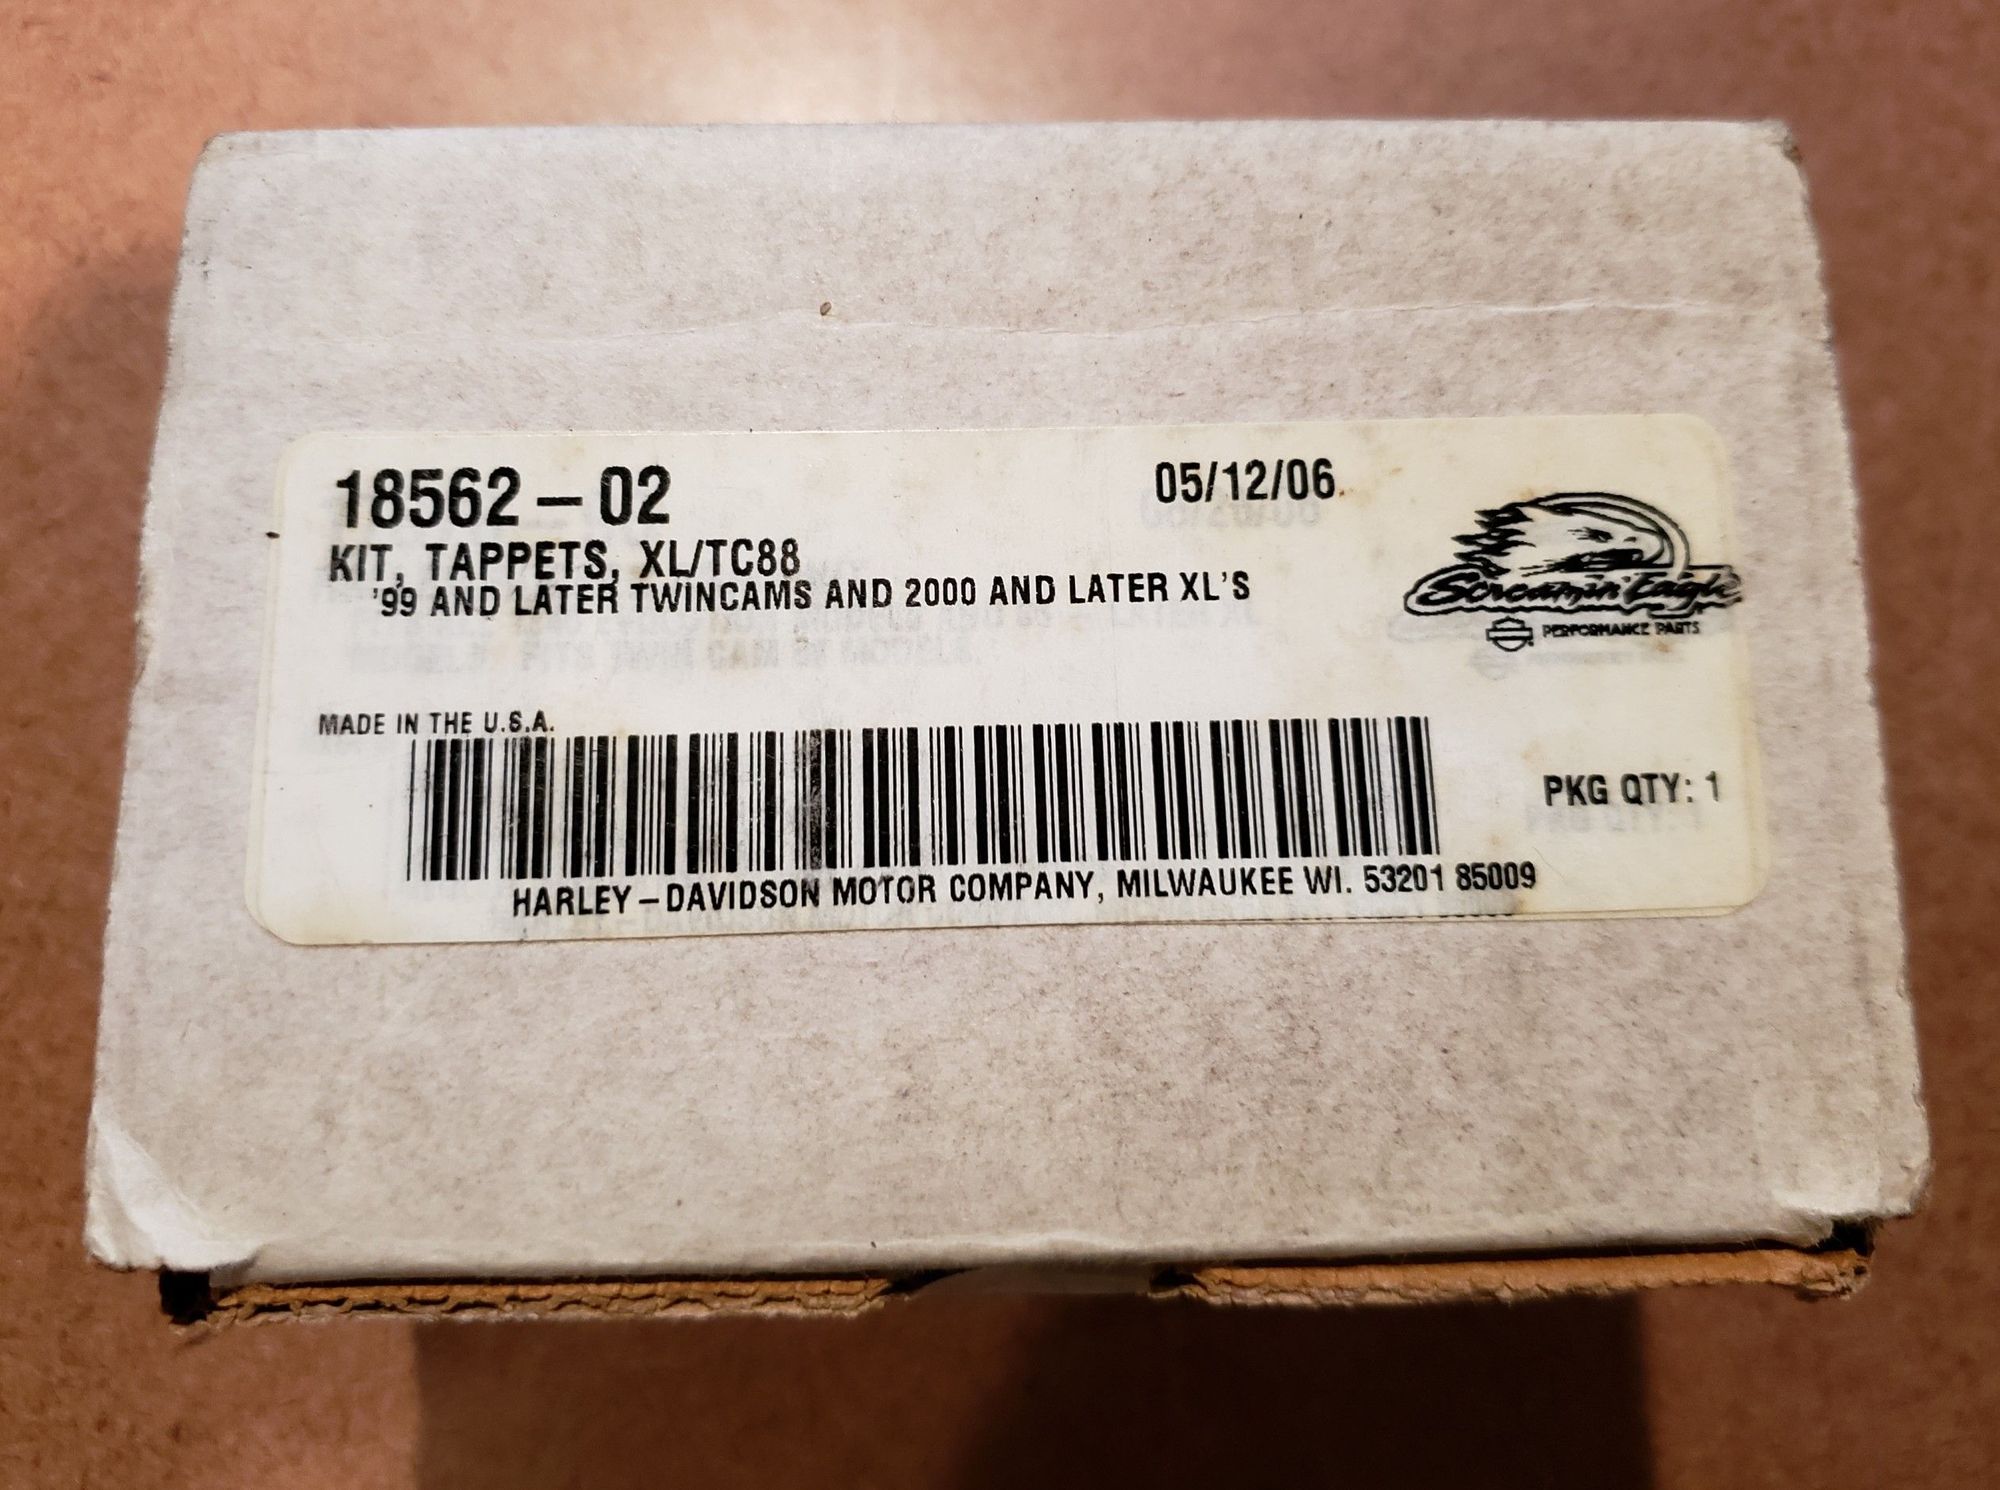 18562-02
05/12/06
KIT, TAPPETS, XL/TC88
'99 AND LATER TWINCAMS AND 2000 AND LATER XL'S
Screamin' Eagle
PERFORMANCE PARTS
MADE IN THE U.S.A.
PKG QTY: 1
HARLEY-DAVIDSON MOTOR COMPANY, MILWAUKEE WI. 53201 85009